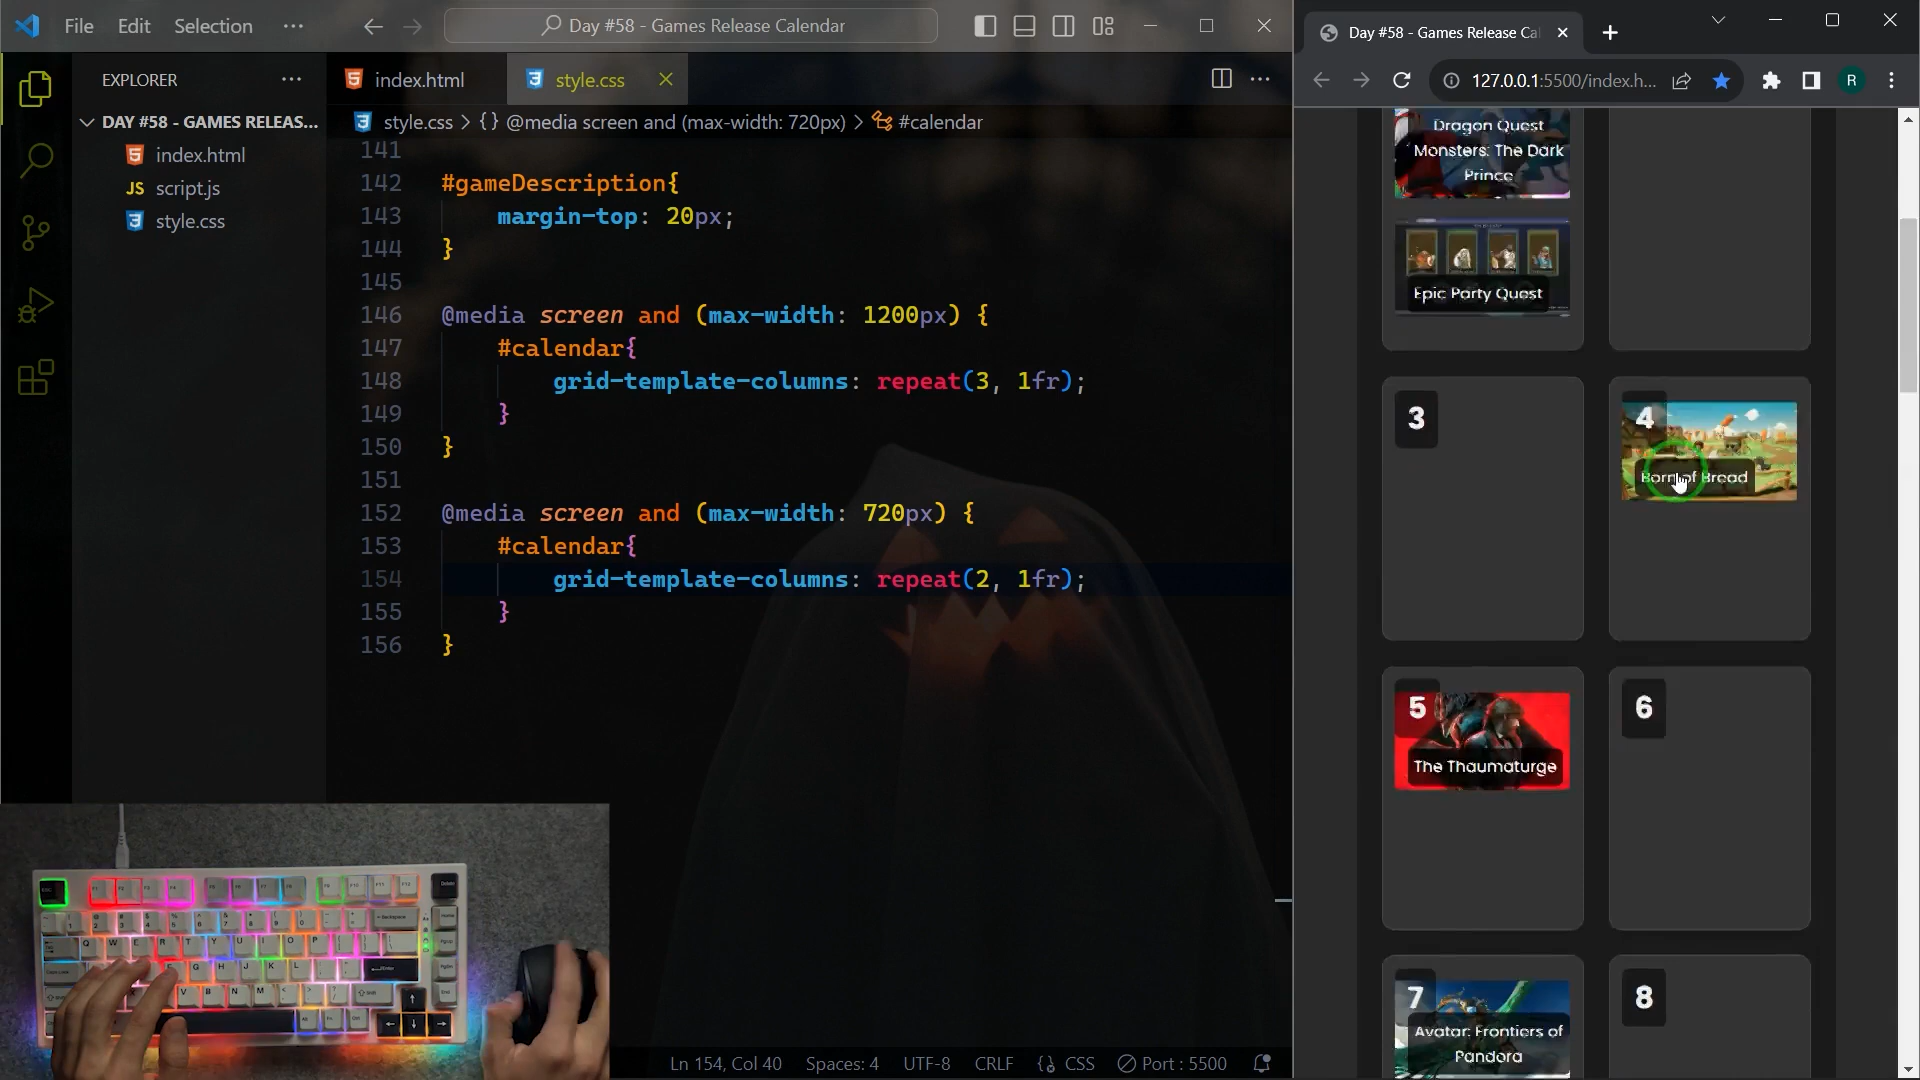 File Edit Selection ···
Day #58 - Games Release Calendar
EXPLORER ···
DAY #58 - GAMES RELEAS...
index.html
JS script.js
style.css
index.html
style.css
style.css > {} @media screen and (max-width: 720px) > #calendar
141
142 #gameDescription{
143 margin-top: 20px;
144 }
145
146 @media screen and (max-width: 1200px) {
147 #calendar{
148 grid-template-columns: repeat(3, 1fr);
149 }
150 }
151
152 @media screen and (max-width: 720px) {
153 #calendar{
154 grid-template-columns: repeat(2, 1fr);
155 }
156 }
Ln 154, Col 40 Spaces: 4 UTF-8 CRLF {} CSS Port : 5500
Day #58 - Games Release Ca
127.0.0.1:5500/index.h...
R
Dragon Quest
Monsters: The Dark
Prince
Epic Party Quest
3
4
Born of Bread
5
The Thaumaturge
6
7
Avatar: Frontiers of
Pandora
8